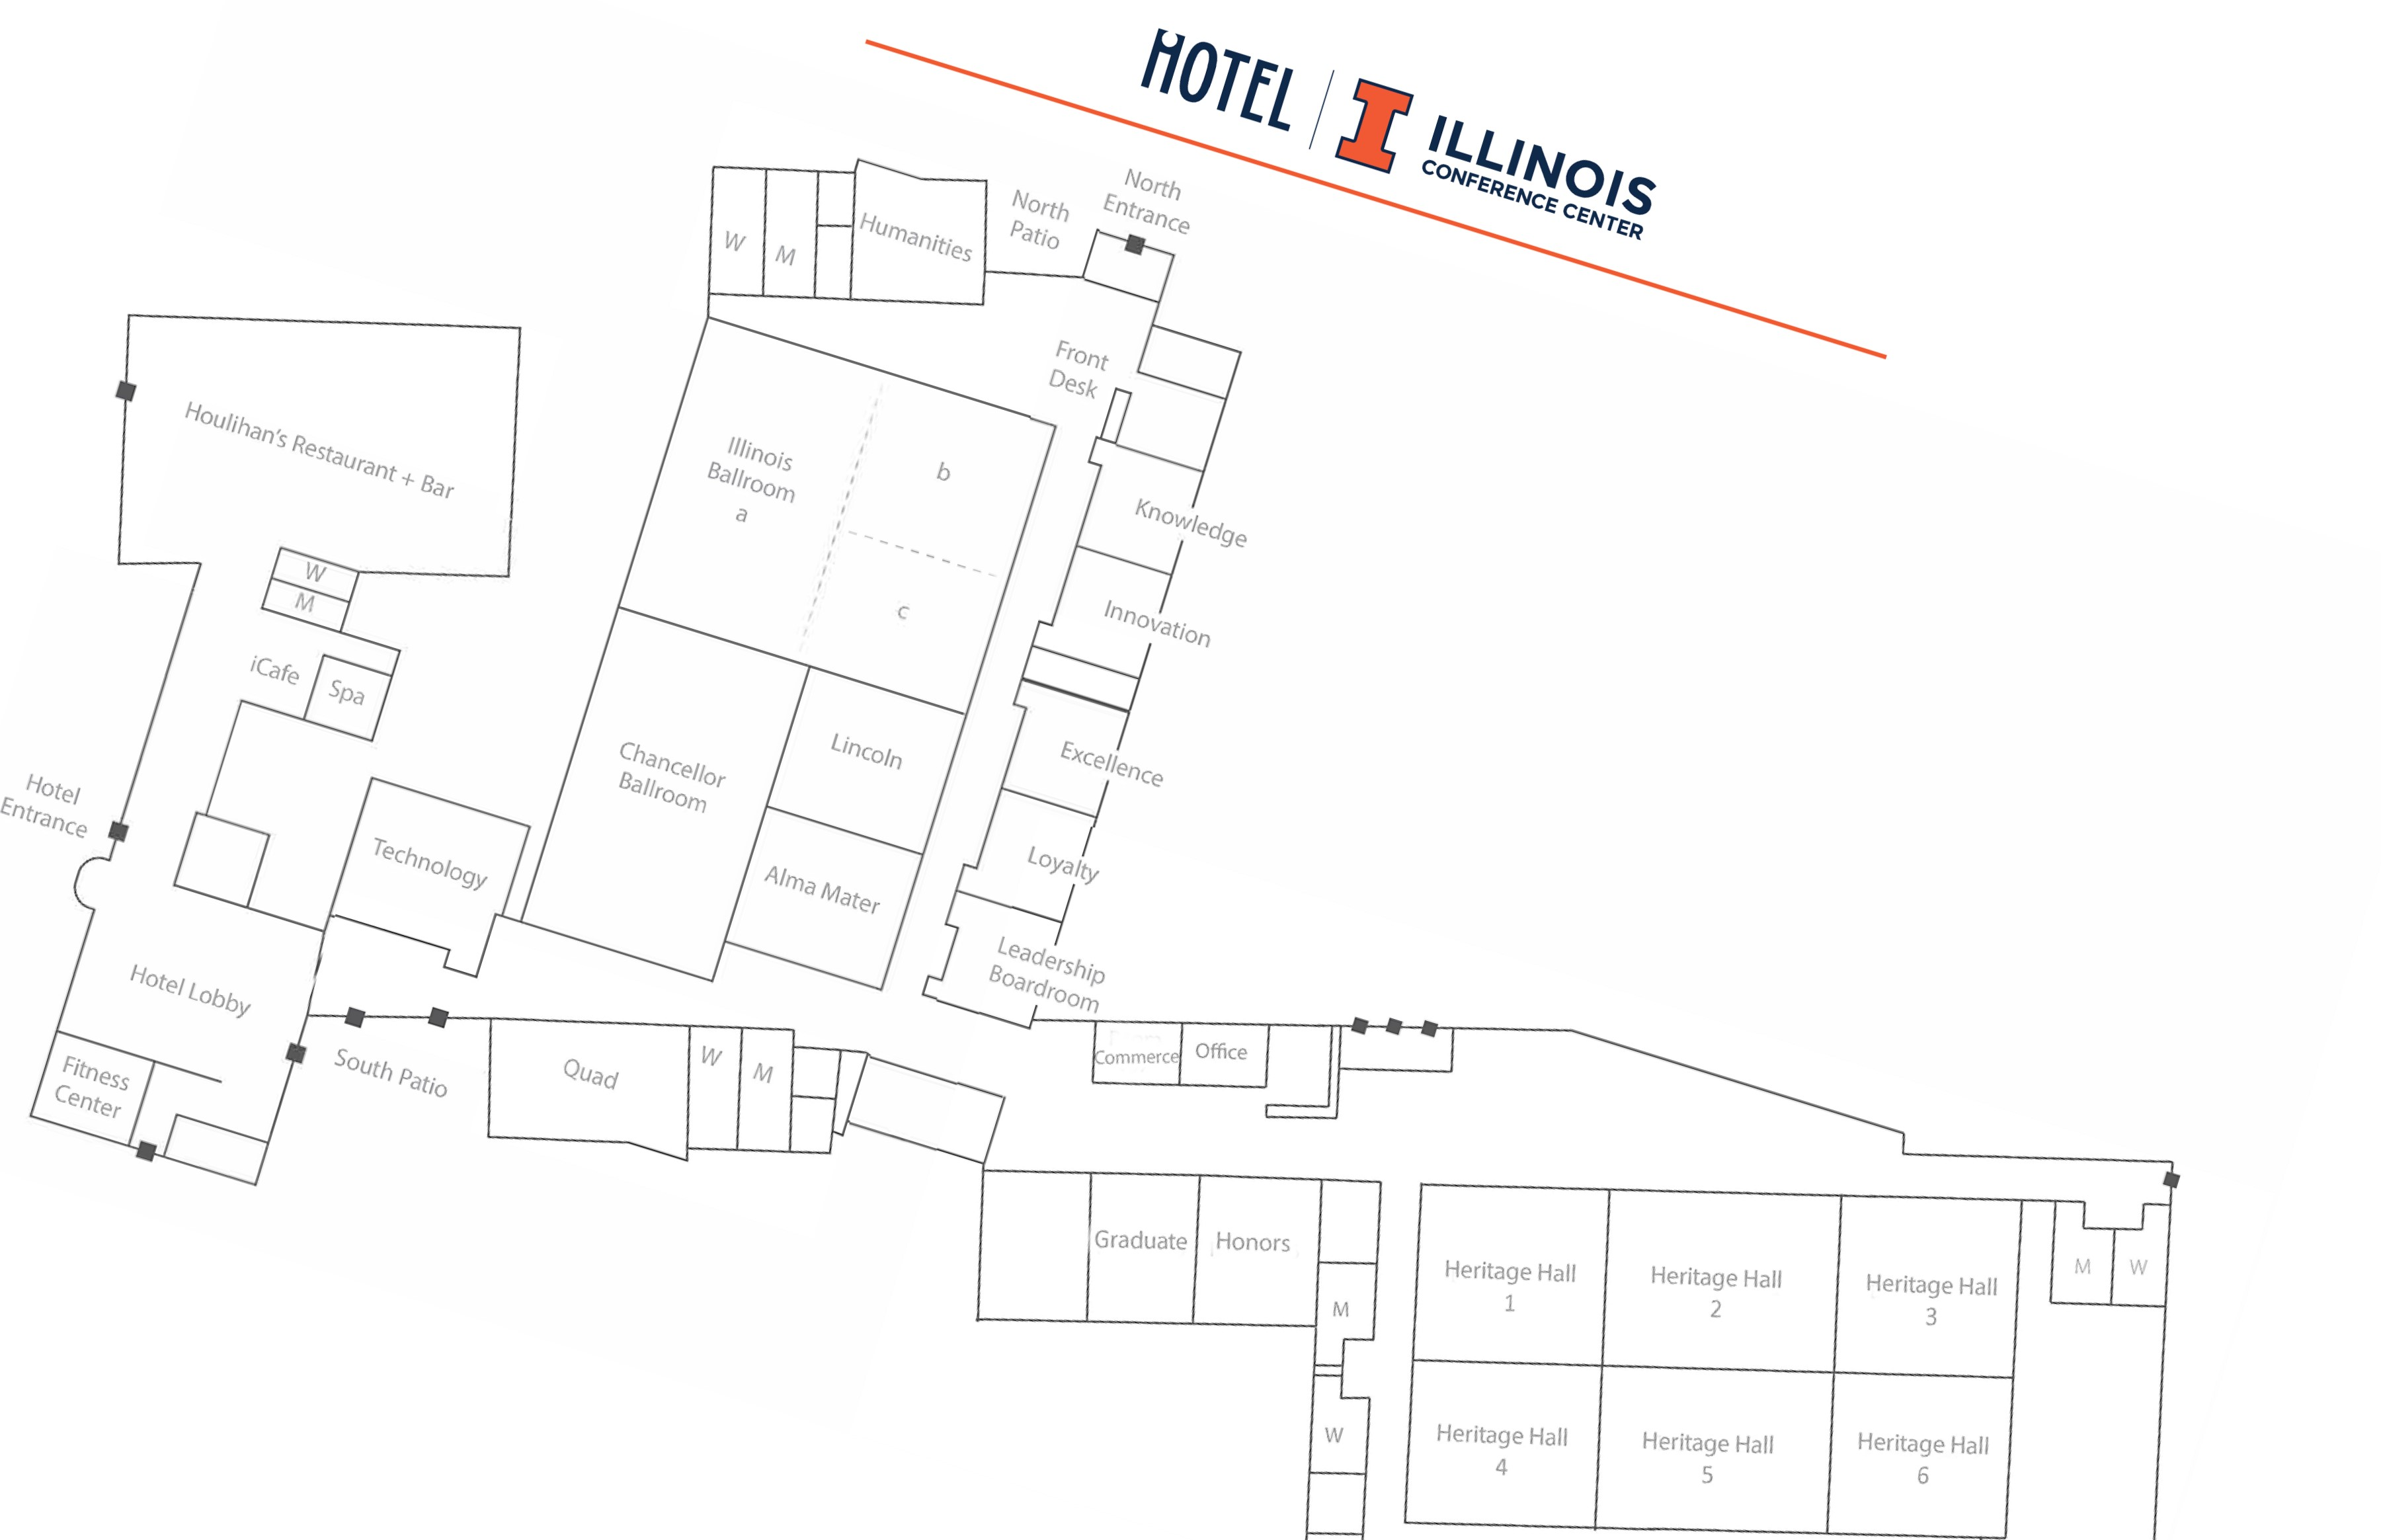 HOTEL
ILLINOIS
CONFERENCE CENTER
North
Entrance
North
Patio
W
M
Humanities
Front
Desk
Houlihan's Restaurant + Bar
W
M
iCafe
Spa
Illinois
Ballroom
a
b
c
Knowledge
Innovation
Excellence
Loyalty
Leadership
Boardroom
Chancellor
Ballroom
Lincoln
Alma Mater
Technology
Hotel
Entrance
Hotel Lobby
Fitness
Center
South Patio
Quad
W
M
Commerce
Office
Graduate
Honors
M
W
Heritage Hall
1
Heritage Hall
2
Heritage Hall
3
M
W
Heritage Hall
4
Heritage Hall
5
Heritage Hall
6